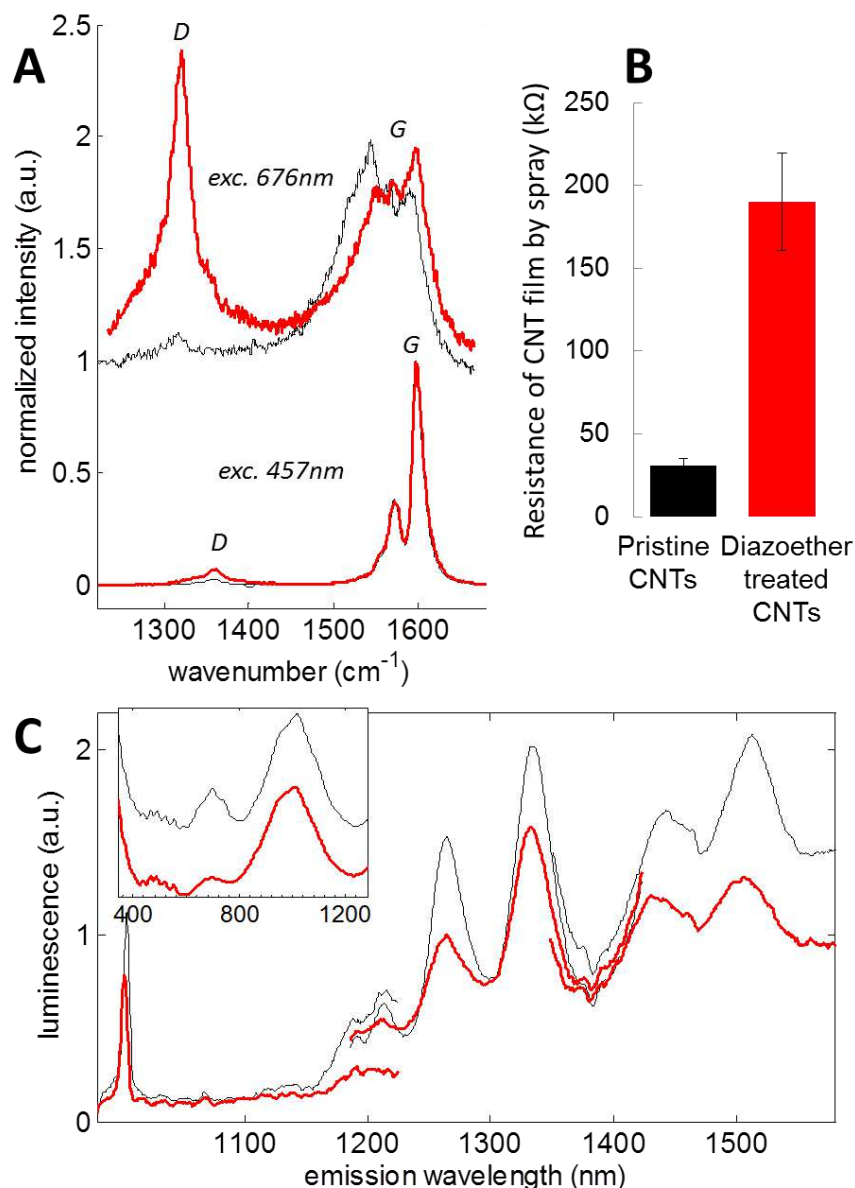 A
D
G
exc. 676nm
G
exc. 457nm
D
normalized intensity (a.u.)
2.5
2
1.5
1
0.5
0
1300 1400 1500 1600
wavenumber (cm⁻¹)
B
Resistance of CNT film by spray (kΩ)
250
200
150
100
50
0
Pristine
CNTs
Diazoether
treated
CNTs
C
luminescence (a.u.)
2
1
0
400 800 1200
1100 1200 1300 1400 1500
emission wavelength (nm)